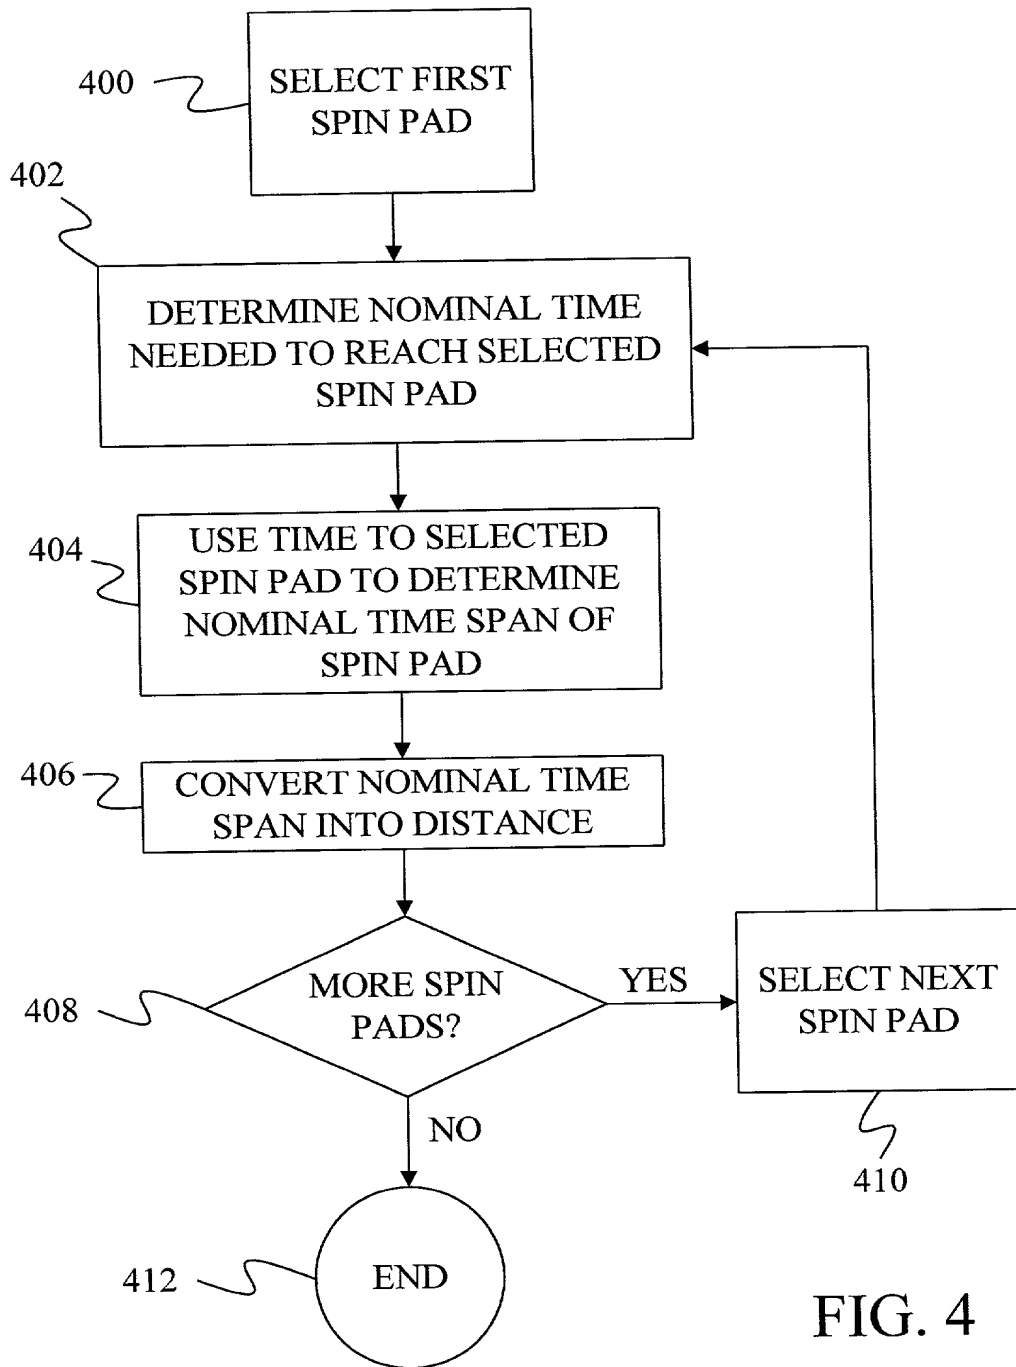 400
SELECT FIRST
SPIN PAD
402
DETERMINE NOMINAL TIME
NEEDED TO REACH SELECTED
SPIN PAD
404
USE TIME TO SELECTED
SPIN PAD TO DETERMINE
NOMINAL TIME SPAN OF
SPIN PAD
406
CONVERT NOMINAL TIME
SPAN INTO DISTANCE
408
MORE SPIN
PADS?
YES
SELECT NEXT
SPIN PAD
410
NO
412
END
FIG. 4